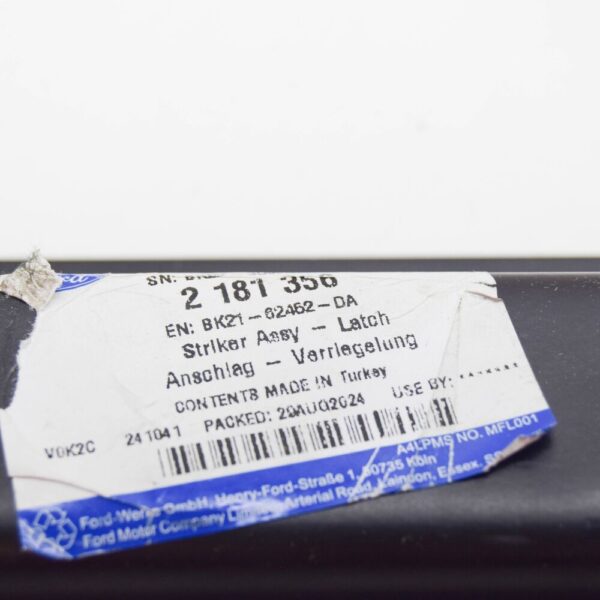 SN:
2 181 356
EN: BK21-62452-DA
Striker Assy - Latch
Anschlag - Verriegelung
CONTENTS MADE IN Turkey
PACKED: 29AUG2024 USE BY: *******
V0K2C 241041
A4LPMS NO. MFL001
Ford-Werke GmbH, Henry-Ford-Straße 1, 50735 Köln
Ford Motor Company Arterial Road, Laindon, Essex,